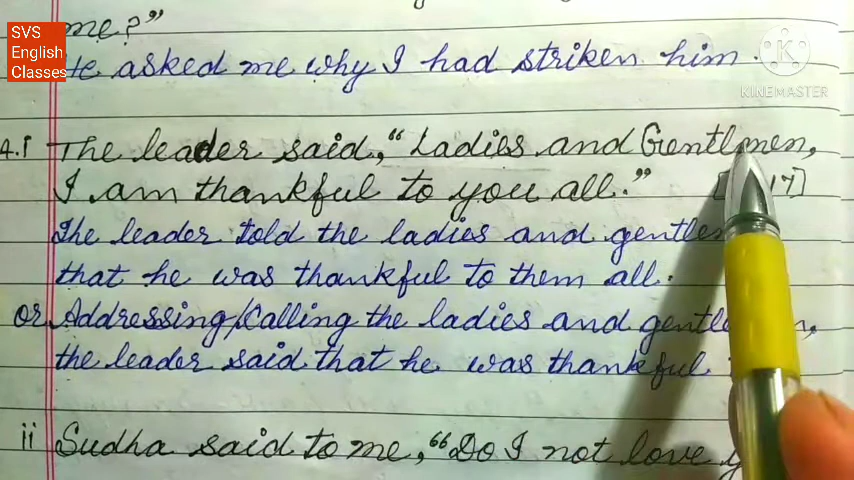 SVS
English
Classes
me?"
He asked me why I had striken him.
KINEMASTER
4.i The leader said, "Ladies and Gentlmen,
I am thankful to you all." 17]
The leader told the ladies and
that he was thankful to them all.
or Addressing/Calling the ladies and
the leader said that he was thankful
ii Sudha said to me, "Do I not love